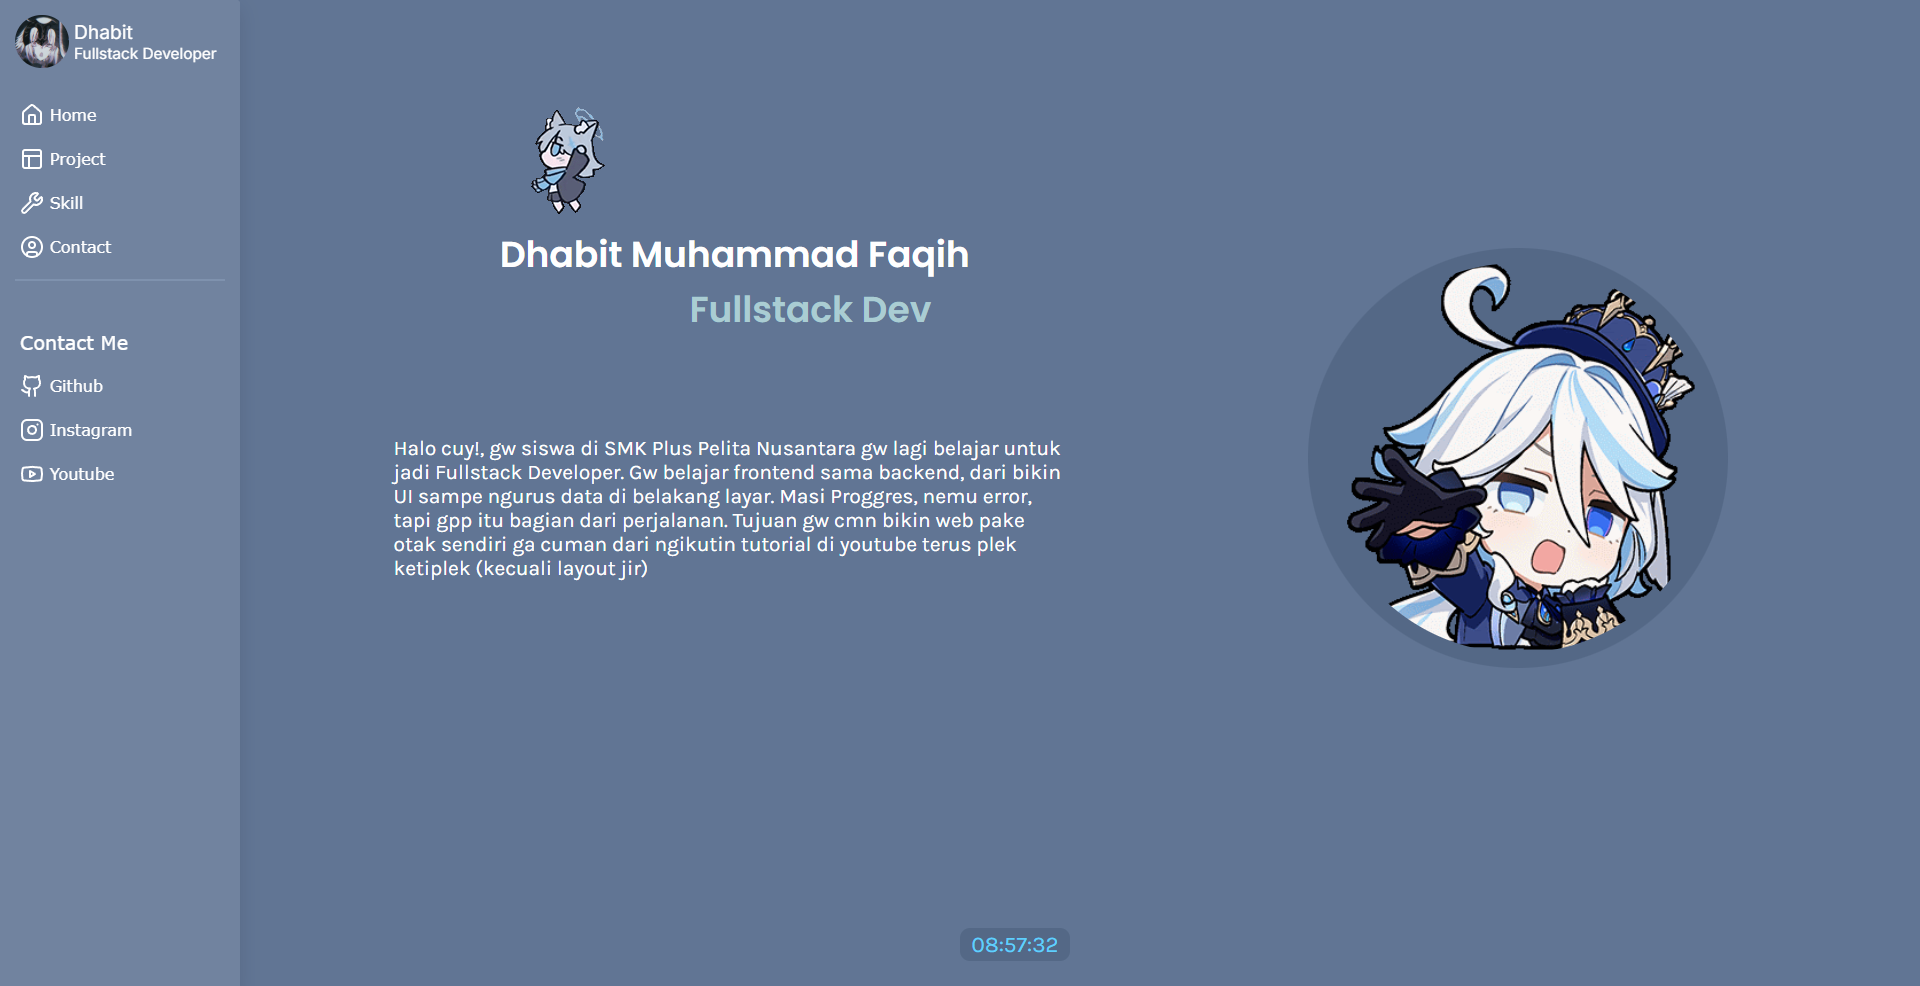 Dhabit
Fullstack Developer
Home
Project
Skill
Contact
Contact Me
Github
Instagram
Youtube
Dhabit Muhammad Faqih
Fullstack Dev
Halo cuy!, gw siswa di SMK Plus Pelita Nusantara gw lagi belajar untuk
jadi Fullstack Developer. Gw belajar frontend sama backend, dari bikin
UI sampe ngurus data di belakang layar. Masi Proggres, nemu error,
tapi gpp itu bagian dari perjalanan. Tujuan gw cmn bikin web pake
otak sendiri ga cuman dari ngikutin tutorial di youtube terus plek
ketiplek (kecuali layout jir)
08:57:32